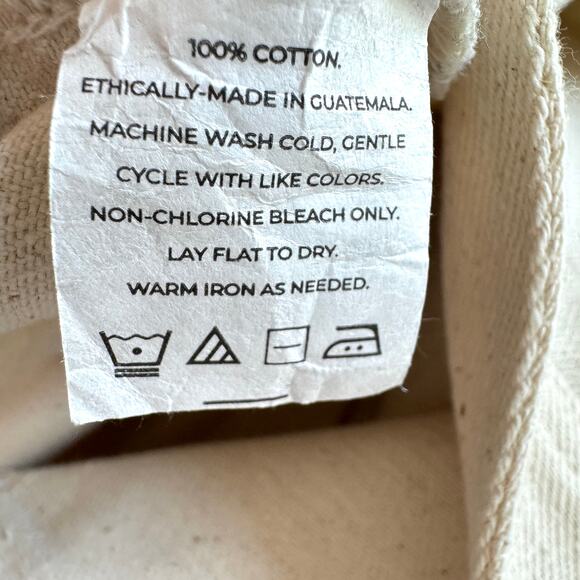 100% COTTON.
ETHICALLY-MADE IN GUATEMALA.
MACHINE WASH COLD, GENTLE
CYCLE WITH LIKE COLORS.
NON-CHLORINE BLEACH ONLY.
LAY FLAT TO DRY.
WARM IRON AS NEEDED.